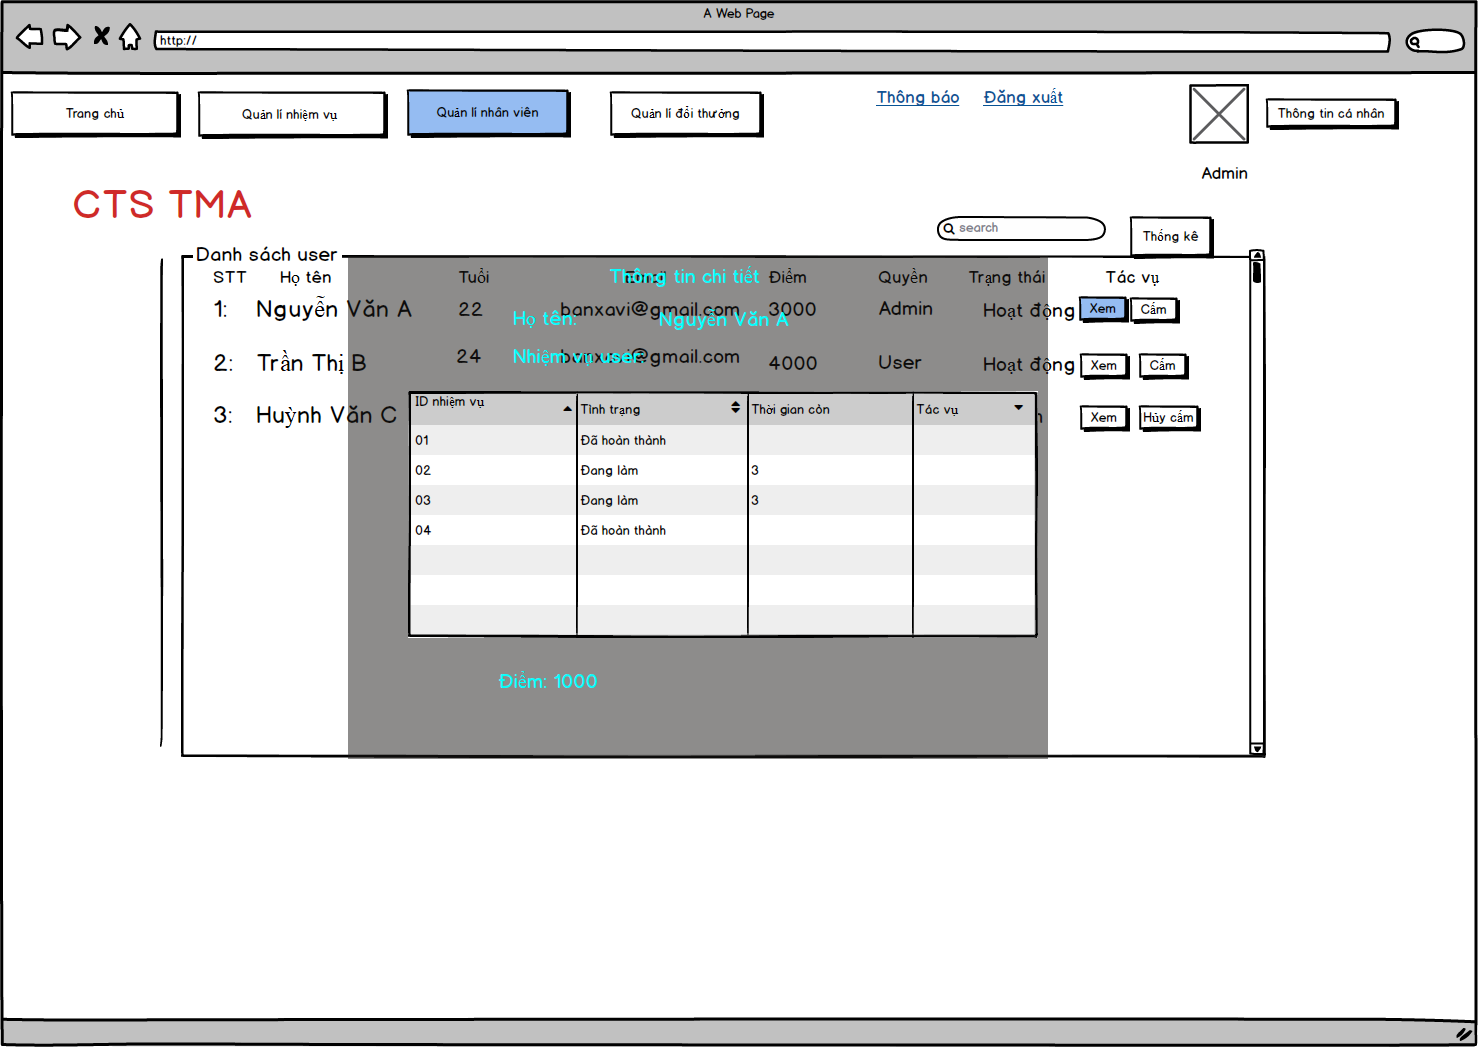 A Web Page
http://
Trang chủ
Quản lí nhiệm vụ
Quản lí nhân viên
Quản lí đổi thưởng
Thông báo
Đăng xuất
Thông tin cá nhân
Admin
CTS TMA
search
Thống kê
Danh sách user
STT Họ tên Tuổi Điểm Quyền Trạng thái Tác vụ
Thông tin chi tiết
1: Nguyễn Văn A 22 banxavi@gmail.com 3000 Admin Hoạt động Xem Cấm
Họ tên: Nguyễn Văn A
2: Trần Thị B 24 banxavi@gmail.com 4000 User Hoạt động Xem Cấm
Nhiệm vụ user:
3: Huỳnh Văn C Xem Hủy cấm
ID nhiệm vụ Tình trạng Thời gian còn Tác vụ
01 Đã hoàn thành
02 Đang làm 3
03 Đang làm 3
04 Đã hoàn thành
Điểm: 1000